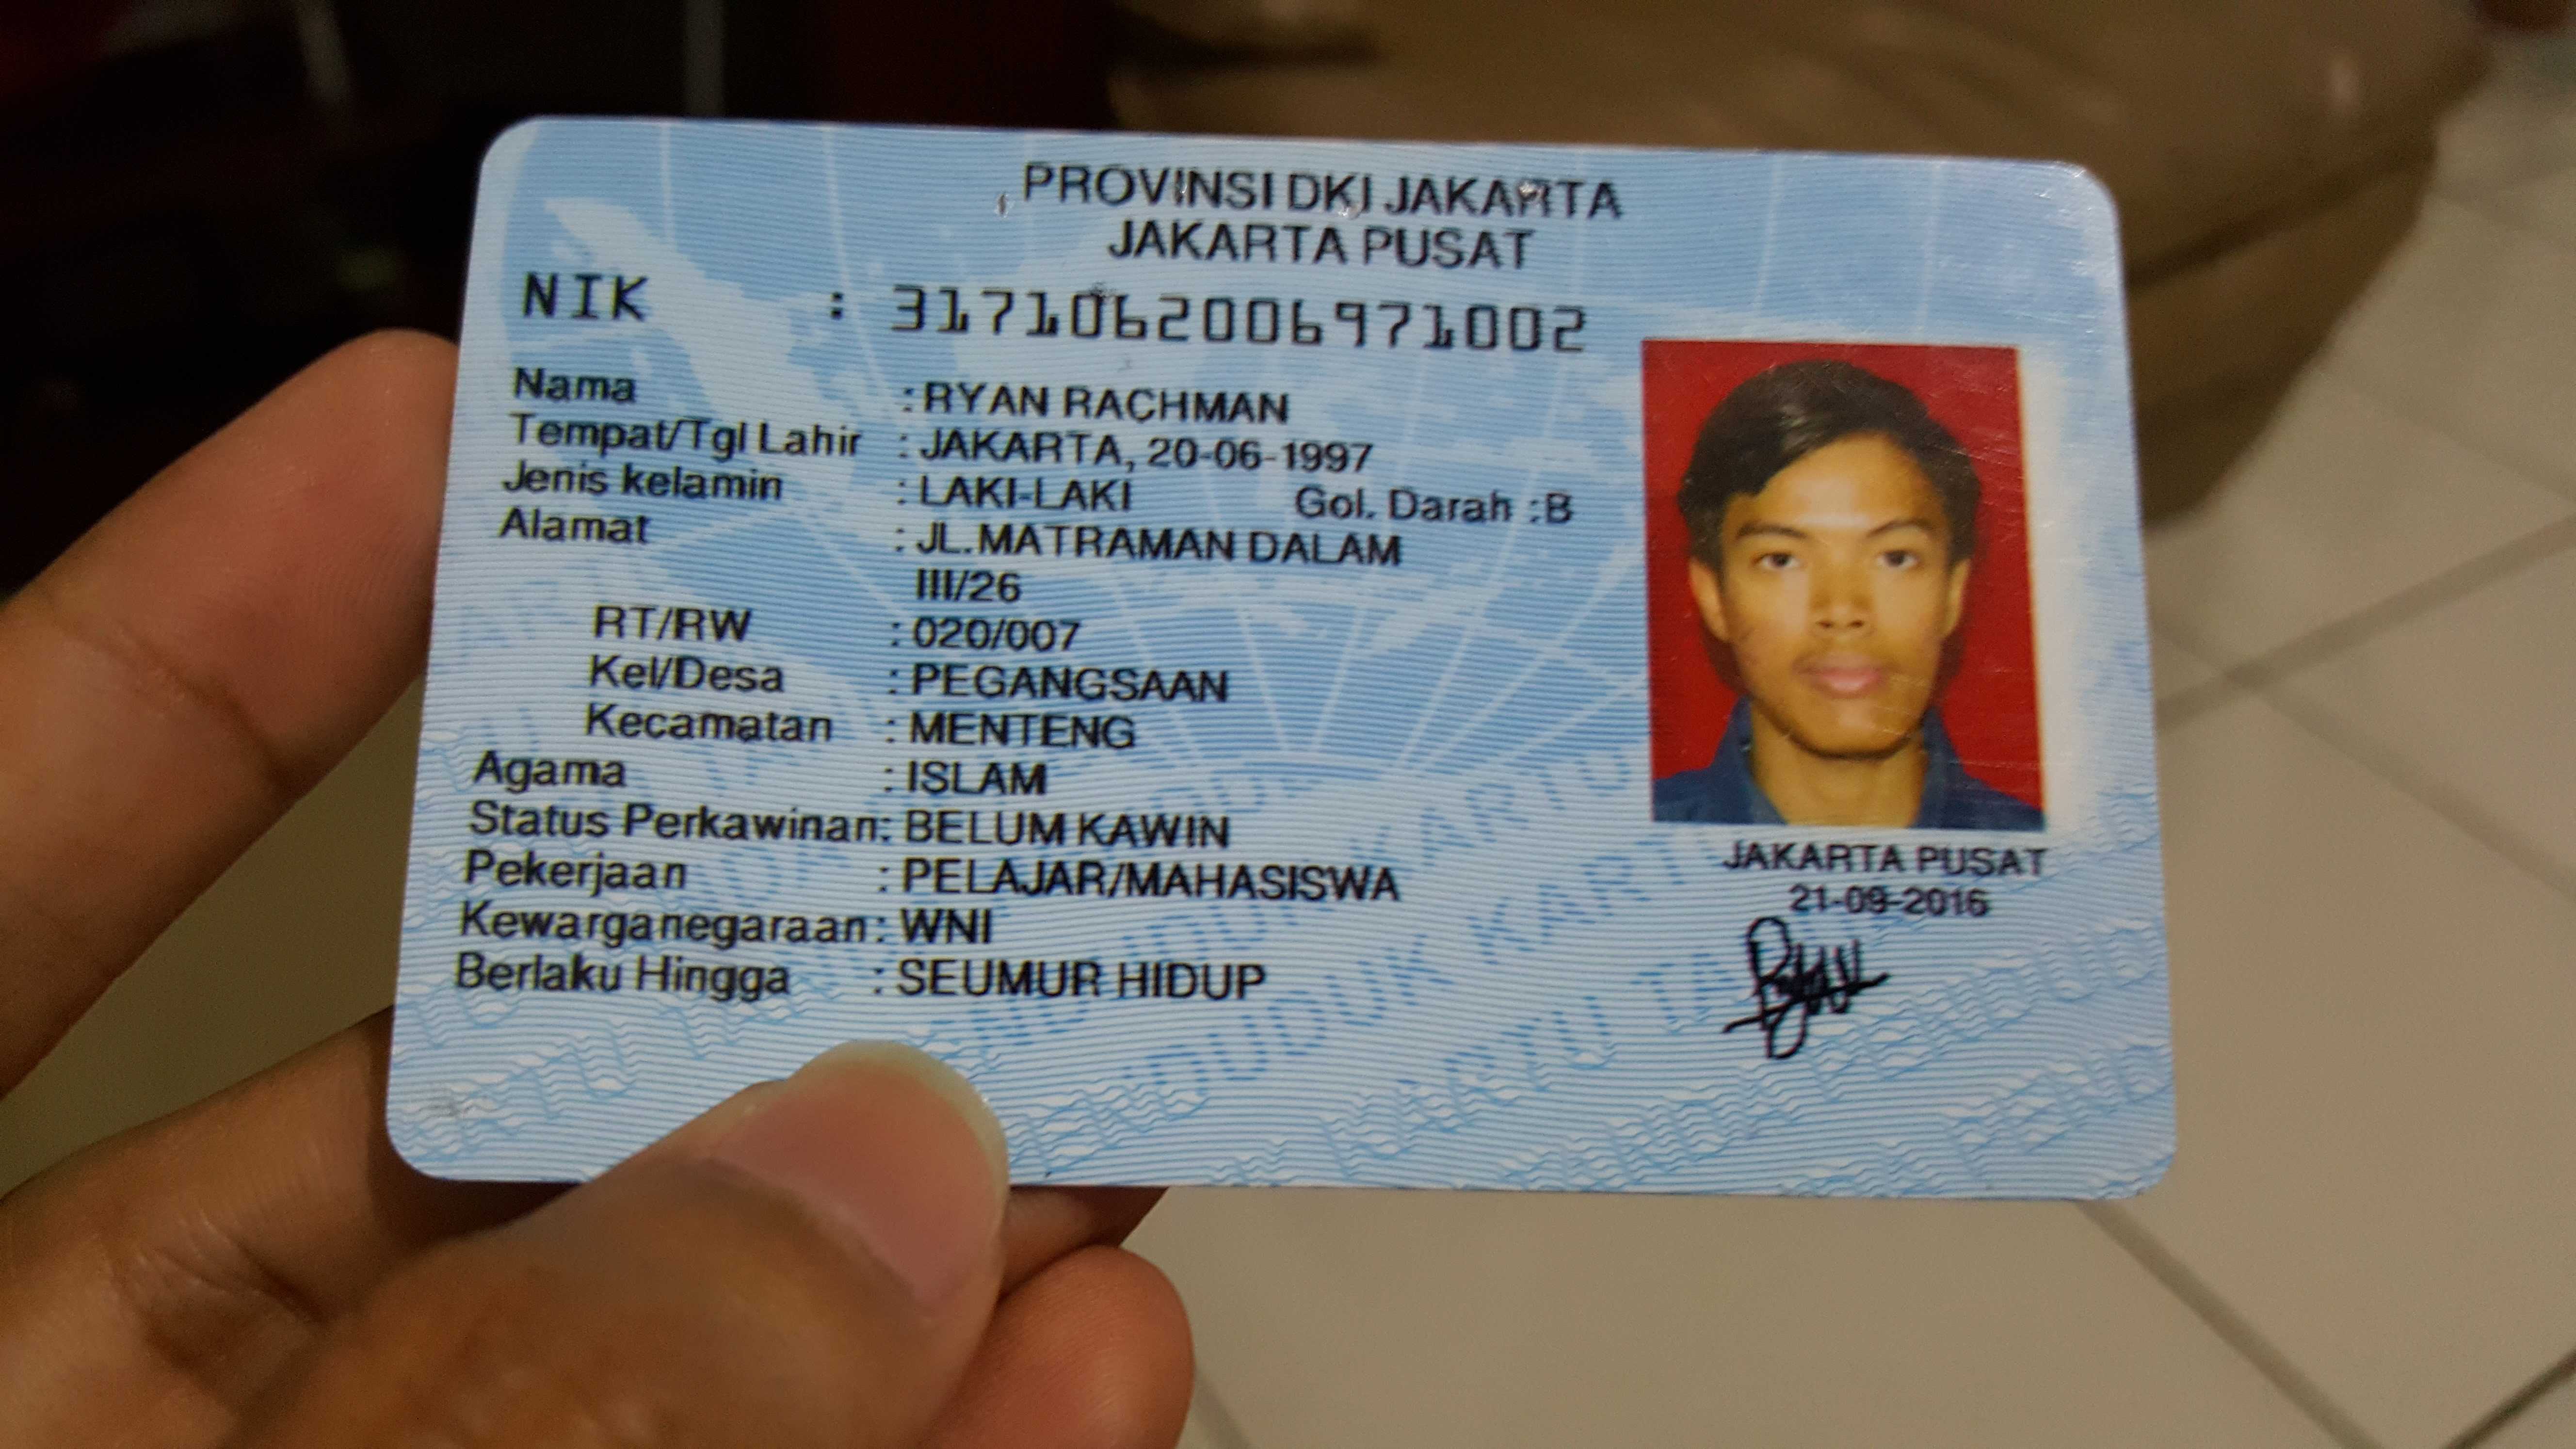 PROVINSI DKI JAKARTA
JAKARTA PUSAT
NIK : 3171062006971002
Nama : RYAN RACHMAN
Tempat/Tgl Lahir : JAKARTA, 20-06-1997
Jenis kelamin : LAKI-LAKI Gol. Darah : B
Alamat : JL.MATRAMAN DALAM
III/26
RT/RW : 020/007
Kel/Desa : PEGANGSAAN
Kecamatan : MENTENG
Agama : ISLAM
Status Perkawinan: BELUM KAWIN
Pekerjaan : PELAJAR/MAHASISWA
Kewarganegaraan: WNI
Berlaku Hingga : SEUMUR HIDUP
JAKARTA PUSAT
21-09-2016